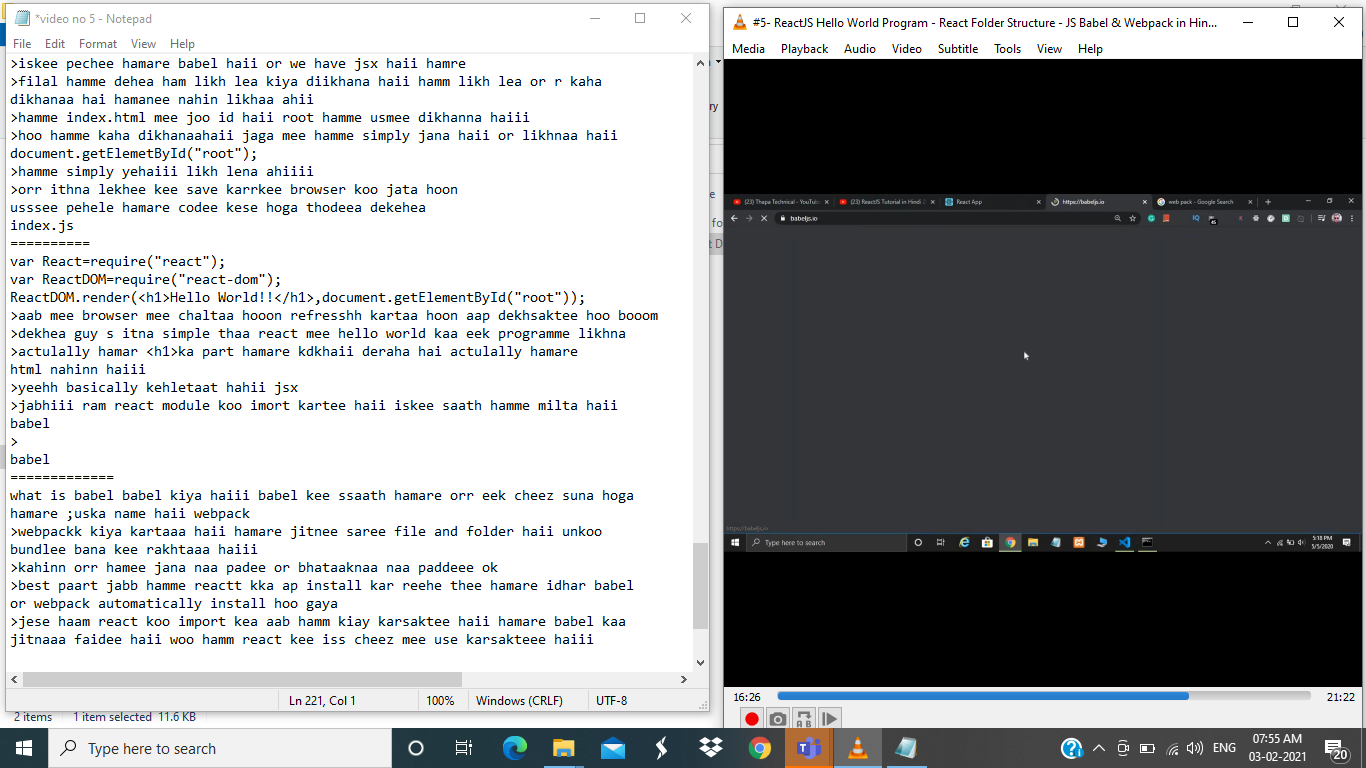 *video no 5 - Notepad
File Edit Format View Help
>iskee pechee hamare babel haii or we have jsx haii hamre
>filal hamme dehea ham likh lea kiya diikhana haii hamm likh lea or r kaha
dikhanaa hai hamanee nahin likhaa ahii
>hamme index.html mee joo id haii root hamme usmee dikhanna haiii
>hoo hamme kaha dikhanaahaii jaga mee hamme simply jana haii or likhnaa haii
document.getElemetById("root");
>hamme simply yehaiii likh lena ahiiii
>orr ithna lekhee kee save karrkee browser koo jata hoon
usssee pehele hamare codee kese hoga thodeea dekehea
index.js
==========
var React=require("react");
var ReactDOM=require("react-dom");
ReactDOM.render(<h1>Hello World!!</h1>,document.getElementById("root"));
>aab mee browser mee chaltaa hooon refresshh kartaa hoon aap dekhsaktee hoo booom
>dekhea guy s itna simple thaa react mee hello world kaa eek programme likhna
>actulally hamar <h1>ka part hamare kdkhaii deraha hai actulally hamare
html nahinn haiii
>yeehh basically kehletaat hahii jsx
>jabhiii ram react module koo imort kartee haii iskee saath hamme milta haii
babel
>
babel
=============
what is babel babel kiya haiii babel kee ssaath hamare orr eek cheez suna hoga
hamare ;uska name haii webpack
>webpackk kiya kartaaa haii hamare jitnee saree file and folder haii unkoo
bundlee bana kee rakhtaaa haiii
>kahinn orr hamee jana naa padee or bhataaknaa naa paddeee ok
>best paart jabb hamme reactt kka ap install kar reehe thee hamare idhar babel
or webpack automatically install hoo gaya
>jese haam react koo import kea aab hamm kiay karsaktee haii hamare babel kaa
jitnaaa faidee haii woo hamm react kee iss cheez mee use karsakteee haiii
Ln 221, Col 1 100% Windows (CRLF) UTF-8
2 items 1 item selected 11.6 KB
#5- ReactJS Hello World Program - React Folder Structure - JS Babel & Webpack in Hin...
Media Playback Audio Video Subtitle Tools View Help
(23) Thapa Technical - YouTube (23) ReactJS Tutorial in Hindi React App https://babeljs.io web pack - Google Search
babeljs.io
https://babeljs.io
Type here to search
5:18 PM
5/5/2020
16:26 21:22
Type here to search
ENG
07:55 AM
03-02-2021
20